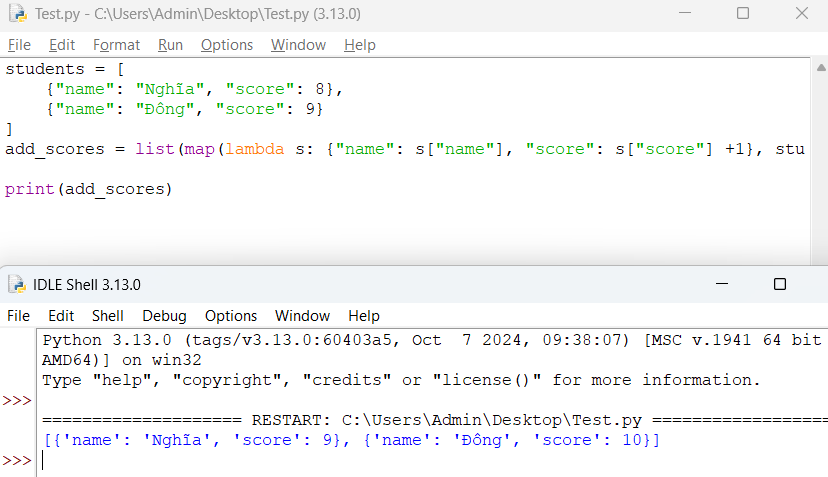 Test.py - C:\Users\Admin\Desktop\Test.py (3.13.0)
File Edit Format Run Options Window Help
students = [
    {"name": "Nghĩa", "score": 8},
    {"name": "Đông", "score": 9}
]
add_scores = list(map(lambda s: {"name": s["name"], "score": s["score"] +1}, stu
print(add_scores)
IDLE Shell 3.13.0
File Edit Shell Debug Options Window Help
Python 3.13.0 (tags/v3.13.0:60403a5, Oct  7 2024, 09:38:07) [MSC v.1941 64 bit
AMD64)] on win32
Type "help", "copyright", "credits" or "license()" for more information.
>>>
==================== RESTART: C:\Users\Admin\Desktop\Test.py ==================
[{'name': 'Nghĩa', 'score': 9}, {'name': 'Đông', 'score': 10}]
>>>